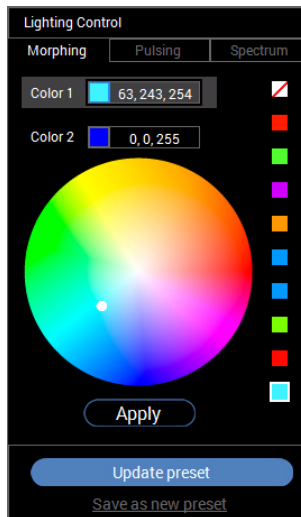 Lighting Control
Morphing Pulsing Spectrum
Color 1 63, 243, 254
Color 2 0, 0, 255
Apply
Update preset
Save as new preset